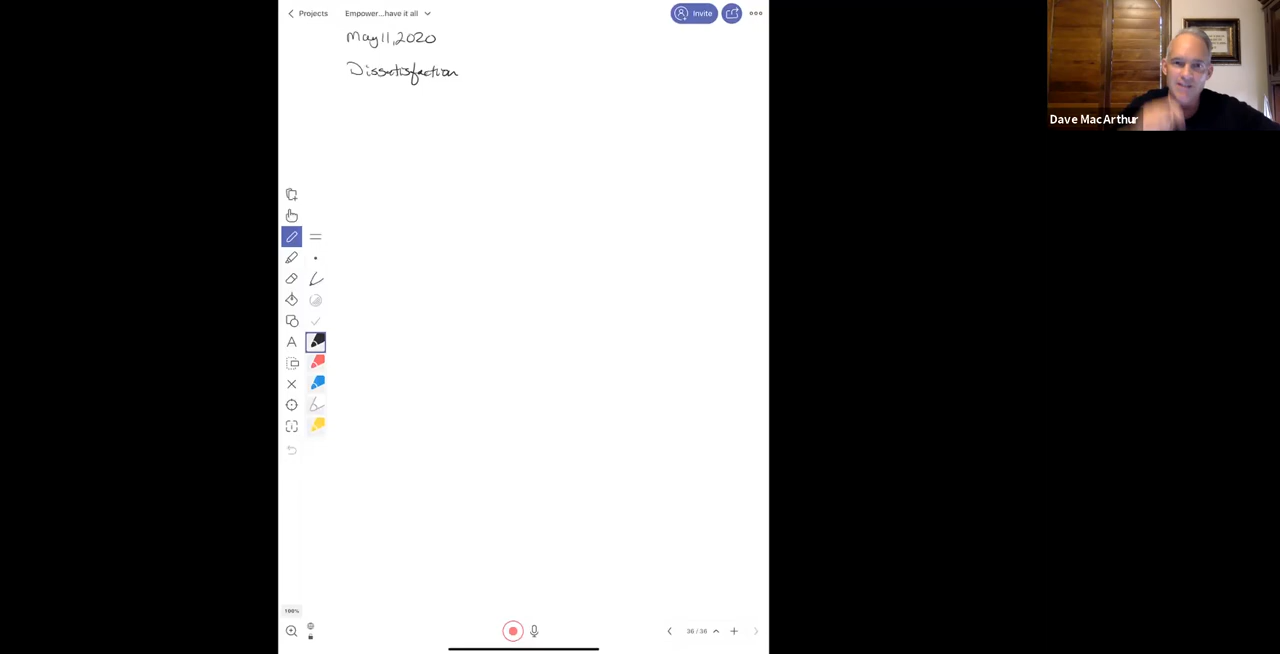 Projects
Empower...have it all
Invite
May 11, 2020
Dissatisfaction
Dave MacArthur
A
100%
36 / 36